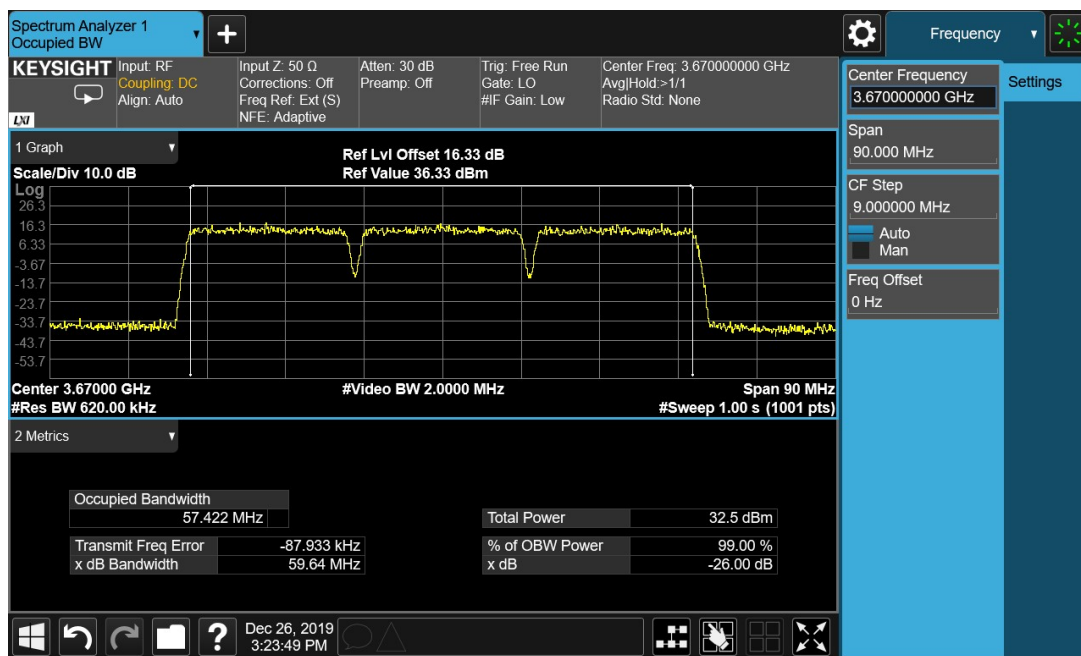 Spectrum Analyzer 1
Occupied BW
+
Frequency
KEYSIGHT
LXI
Input: RF
Coupling: DC
Align: Auto
Input Z: 50 Ω
Corrections: Off
Freq Ref: Ext (S)
NFE: Adaptive
Atten: 30 dB
Preamp: Off
Trig: Free Run
Gate: LO
#IF Gain: Low
Center Freq: 3.670000000 GHz
Avg|Hold:>1/1
Radio Std: None
Center Frequency
3.670000000 GHz
Settings
Span
90.000 MHz
CF Step
9.000000 MHz
Auto
Man
Freq Offset
0 Hz
1 Graph
Scale/Div 10.0 dB
Ref Lvl Offset 16.33 dB
Ref Value 36.33 dBm
Log
26.3
16.3
6.33
-3.67
-13.7
-23.7
-33.7
-43.7
-53.7
Center 3.67000 GHz
#Res BW 620.00 kHz
#Video BW 2.0000 MHz
Span 90 MHz
#Sweep 1.00 s (1001 pts)
2 Metrics
Occupied Bandwidth
57.422 MHz
Total Power 32.5 dBm
Transmit Freq Error -87.933 kHz
% of OBW Power 99.00 %
x dB Bandwidth 59.64 MHz
x dB -26.00 dB
?
Dec 26, 2019
3:23:49 PM